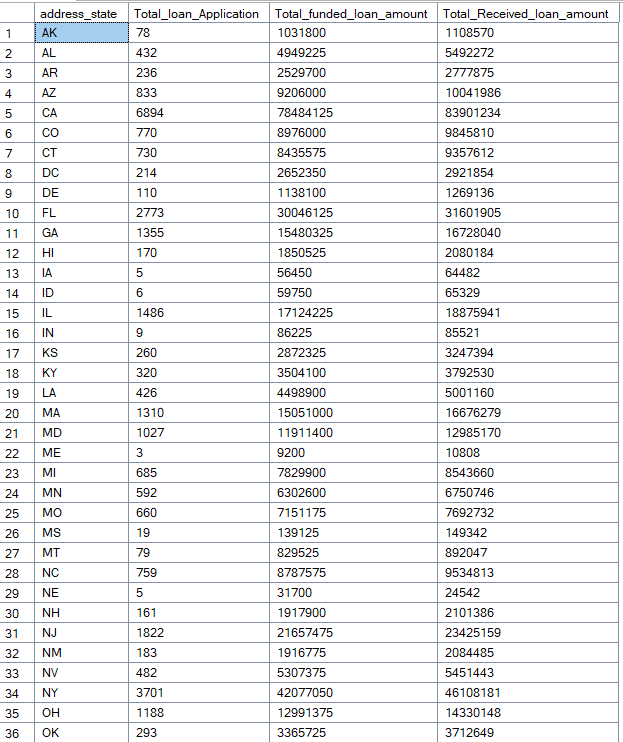 address_state Total_loan_Application Total_funded_loan_amount Total_Received_loan_amount
1 AK 78 1031800 1108570
2 AL 432 4949225 5492272
3 AR 236 2529700 2777875
4 AZ 833 9206000 10041986
5 CA 6894 78484125 83901234
6 CO 770 8976000 9845810
7 CT 730 8435575 9357612
8 DC 214 2652350 2921854
9 DE 110 1138100 1269136
10 FL 2773 30046125 31601905
11 GA 1355 15480325 16728040
12 HI 170 1850525 2080184
13 IA 5 56450 64482
14 ID 6 59750 65329
15 IL 1486 17124225 18875941
16 IN 9 86225 85521
17 KS 260 2872325 3247394
18 KY 320 3504100 3792530
19 LA 426 4498900 5001160
20 MA 1310 15051000 16676279
21 MD 1027 11911400 12985170
22 ME 3 9200 10808
23 MI 685 7829900 8543660
24 MN 592 6302600 6750746
25 MO 660 7151175 7692732
26 MS 19 139125 149342
27 MT 79 829525 892047
28 NC 759 8787575 9534813
29 NE 5 31700 24542
30 NH 161 1917900 2101386
31 NJ 1822 21657475 23425159
32 NM 183 1916775 2084485
33 NV 482 5307375 5451443
34 NY 3701 42077050 46108181
35 OH 1188 12991375 14330148
36 OK 293 3365725 3712649